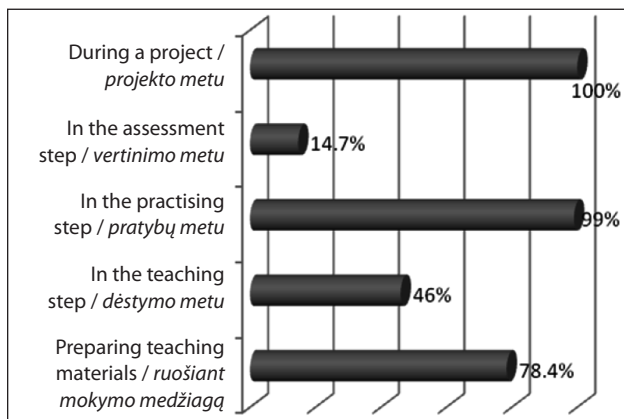 During a project /
projekto metu
100%
In the assessment
step / vertinimo metu
14.7%
In the practising
step / pratybų metu
99%
In the teaching
step / dėstymo metu
46%
Preparing teaching
materials / ruošiant
mokymo medžiagą
78.4%